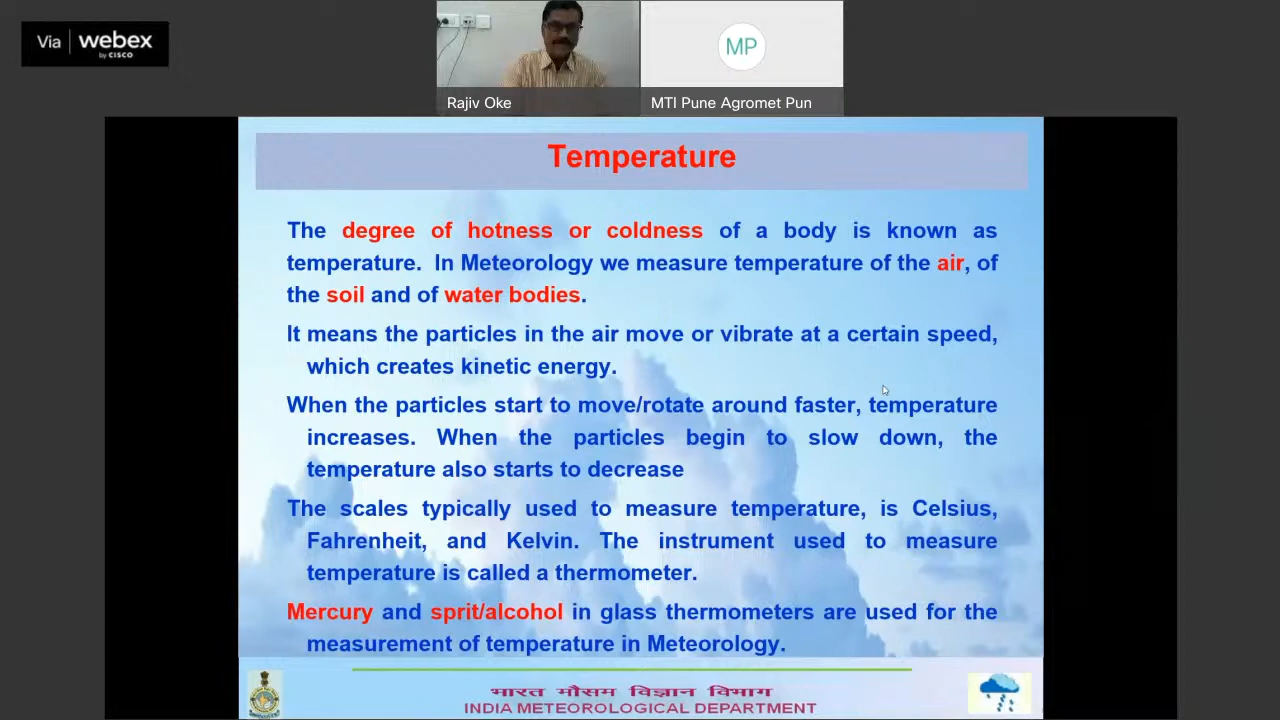 Via webex
by CISCO
MP
Rajiv Oke
MTI Pune Agromet Pun
Temperature
The degree of hotness or coldness of a body is known as
temperature. In Meteorology we measure temperature of the air, of
the soil and of water bodies.
It means the particles in the air move or vibrate at a certain speed,
which creates kinetic energy.
When the particles start to move/rotate around faster, temperature
increases. When the particles begin to slow down, the
temperature also starts to decrease
The scales typically used to measure temperature, is Celsius,
Fahrenheit, and Kelvin. The instrument used to measure
temperature is called a thermometer.
Mercury and sprit/alcohol in glass thermometers are used for the
measurement of temperature in Meteorology.
भारत मौसम विज्ञान विभाग
INDIA METEOROLOGICAL DEPARTMENT